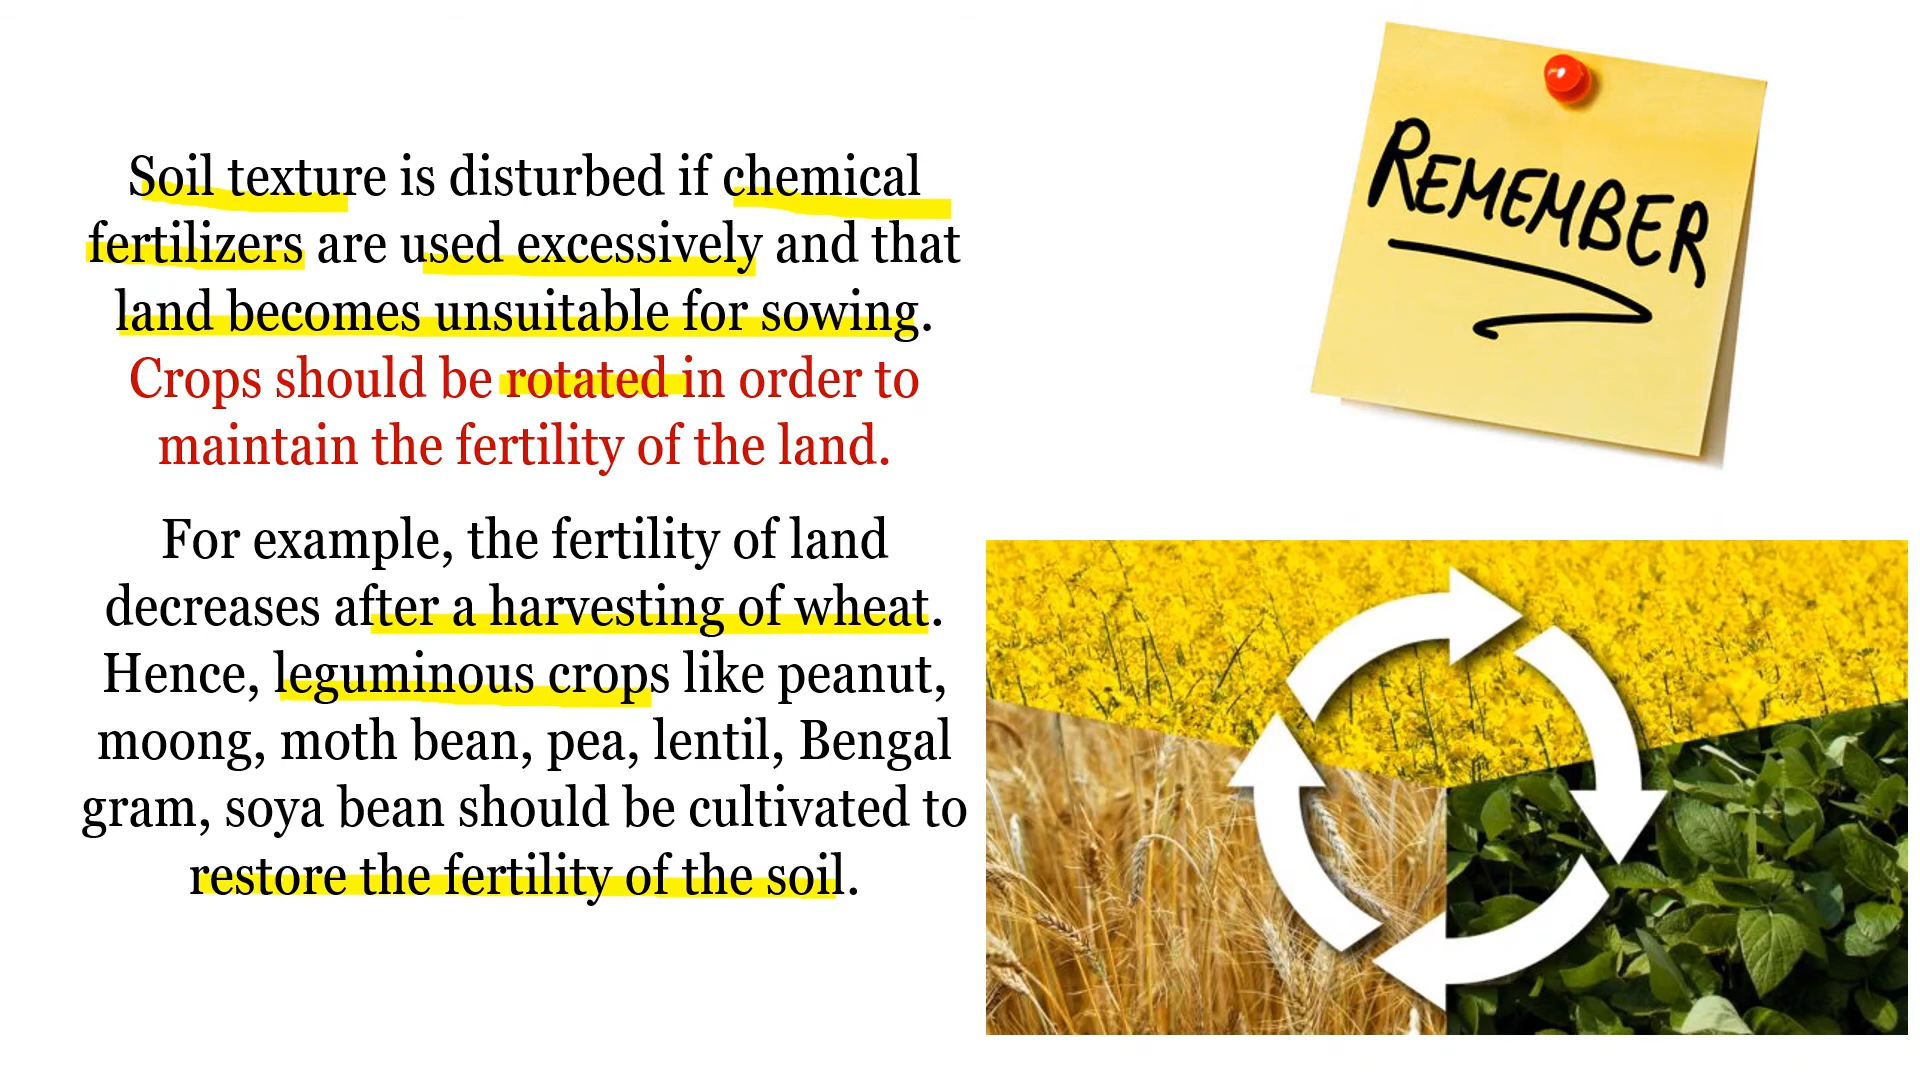 Soil texture is disturbed if chemical
fertilizers are used excessively and that
land becomes unsuitable for sowing.
Crops should be rotated in order to
maintain the fertility of the land.
For example, the fertility of land
decreases after a harvesting of wheat.
Hence, leguminous crops like peanut,
moong, moth bean, pea, lentil, Bengal
gram, soya bean should be cultivated to
restore the fertility of the soil.
REMEMBER